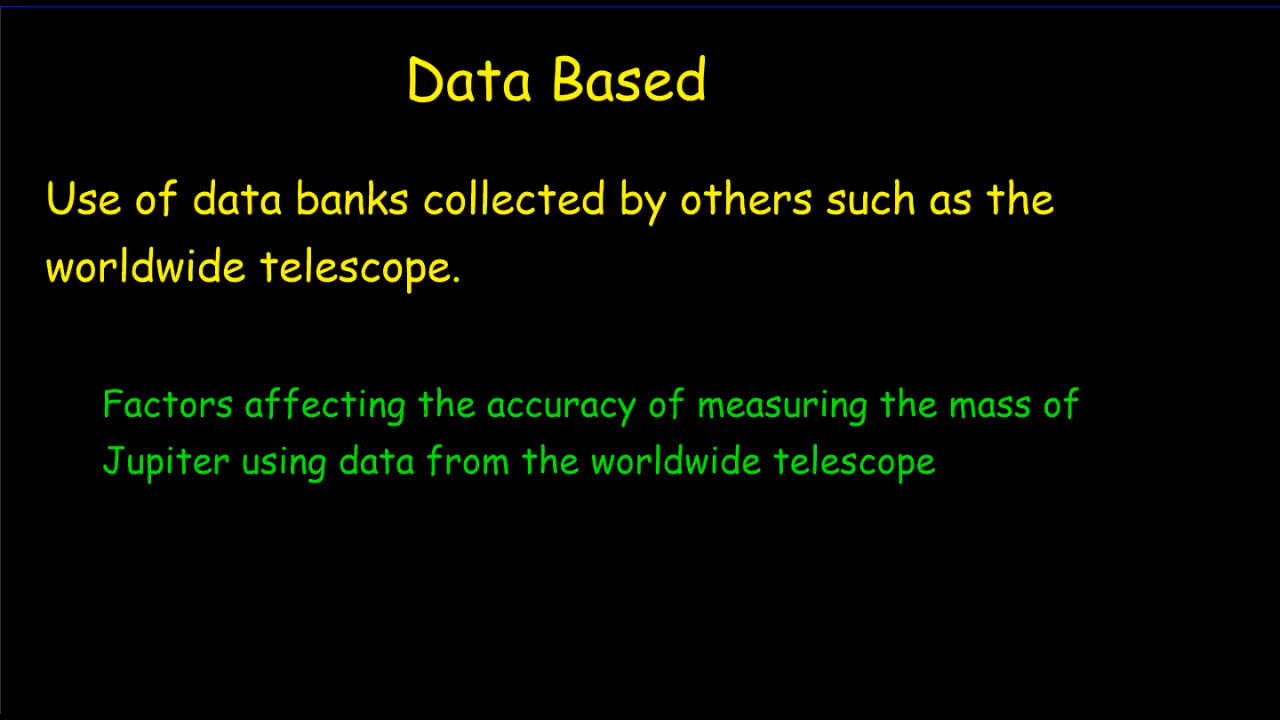 Data Based
Use of data banks collected by others such as the
worldwide telescope.
Factors affecting the accuracy of measuring the mass of
Jupiter using data from the worldwide telescope